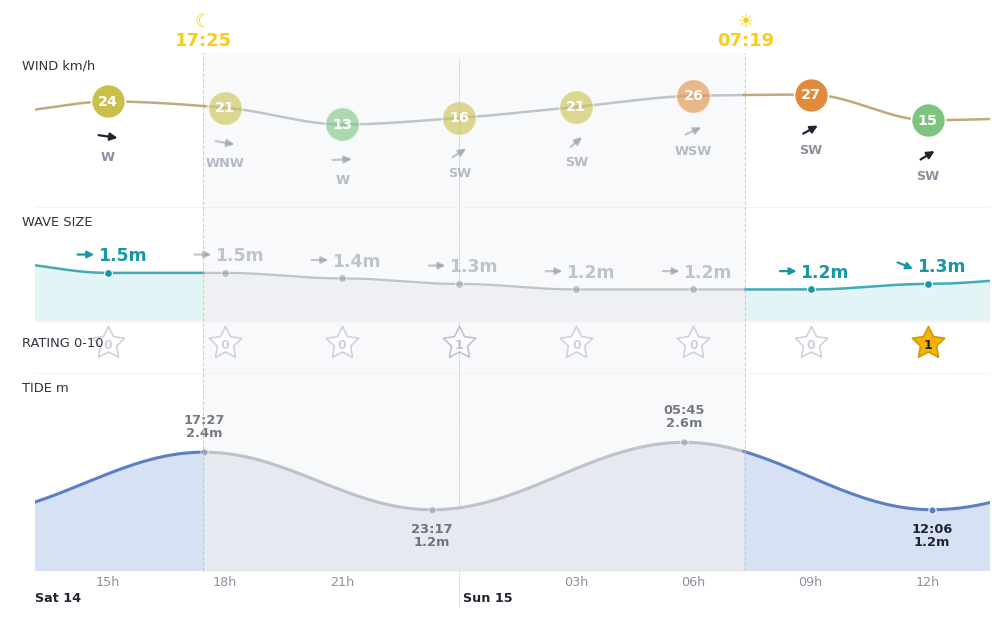 17:25 07:19
WIND km/h
24 21 13 16 21 26 27 15
W WNW W SW SW WSW SW SW
WAVE SIZE
1.5m 1.5m 1.4m 1.3m 1.2m 1.2m 1.2m 1.3m
RATING 0-10
0 0 0 1 0 0 0 1
TIDE m
17:27 05:45
2.4m 2.6m
23:17 12:06
1.2m 1.2m
15h 18h 21h 03h 06h 09h 12h
Sat 14 Sun 15